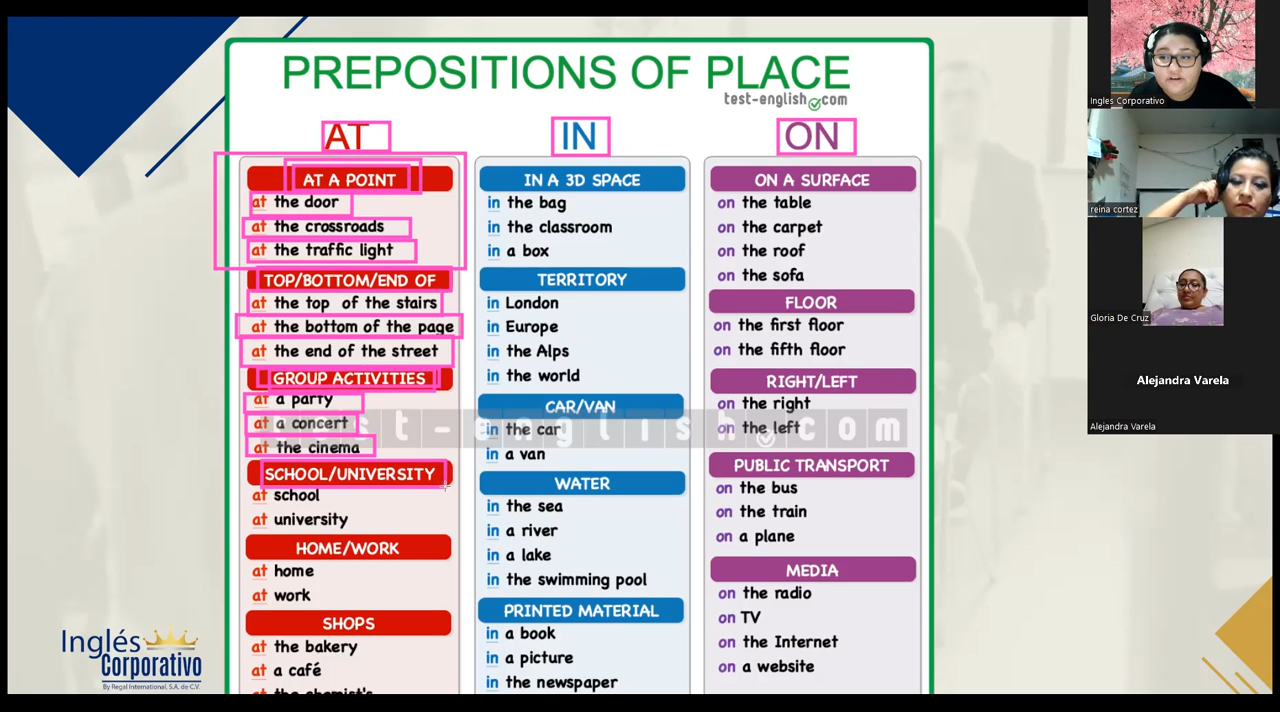 PREPOSITIONS OF PLACE
test-english.com
AT
AT A POINT
at the door
at the crossroads
at the traffic light
TOP/BOTTOM/END OF
at the top of the stairs
at the bottom of the page
at the end of the street
GROUP ACTIVITIES
at a party
at a concert
at the cinema
SCHOOL/UNIVERSITY
at school
at university
HOME/WORK
at home
at work
SHOPS
at the bakery
at a café
at the chemist's
IN
IN A 3D SPACE
in the bag
in the classroom
in a box
TERRITORY
in London
in Europe
in the Alps
in the world
CAR/VAN
in the car
in a van
WATER
in the sea
in a river
in a lake
in the swimming pool
PRINTED MATERIAL
in a book
in a picture
in the newspaper
ON
ON A SURFACE
on the table
on the carpet
on the roof
on the sofa
FLOOR
on the first floor
on the fifth floor
RIGHT/LEFT
on the right
on the left
PUBLIC TRANSPORT
on the bus
on the train
on a plane
MEDIA
on the radio
on TV
on the Internet
on a website
test-english.com
Inglés
Corporativo
By Regal International, S.A. de C.V.
Ingles Corporativo
reina cortez
Gloria De Cruz
Alejandra Varela
Alejandra Varela